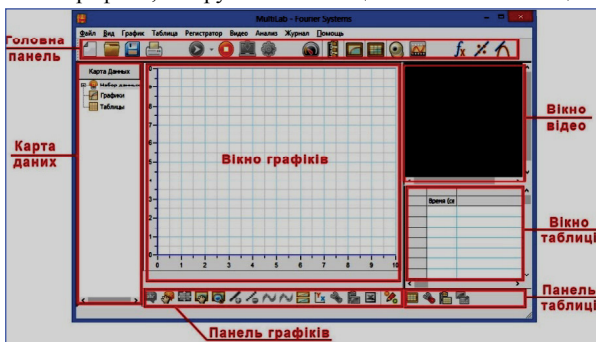 MultiLab - Fourier Systems
Файл Вид График Таблица Регистратор Видео Анализ Журнал Помощь
Головна
панель
Карта Данных
Набор данных
Графики
Таблицы
Карта
даних
Вікно графіків
Вікно
відео
Время (се
Вікно
таблиці
0 1 2 3 4 5 6 7 8 9 10
Панель графіків
Панель
таблиці